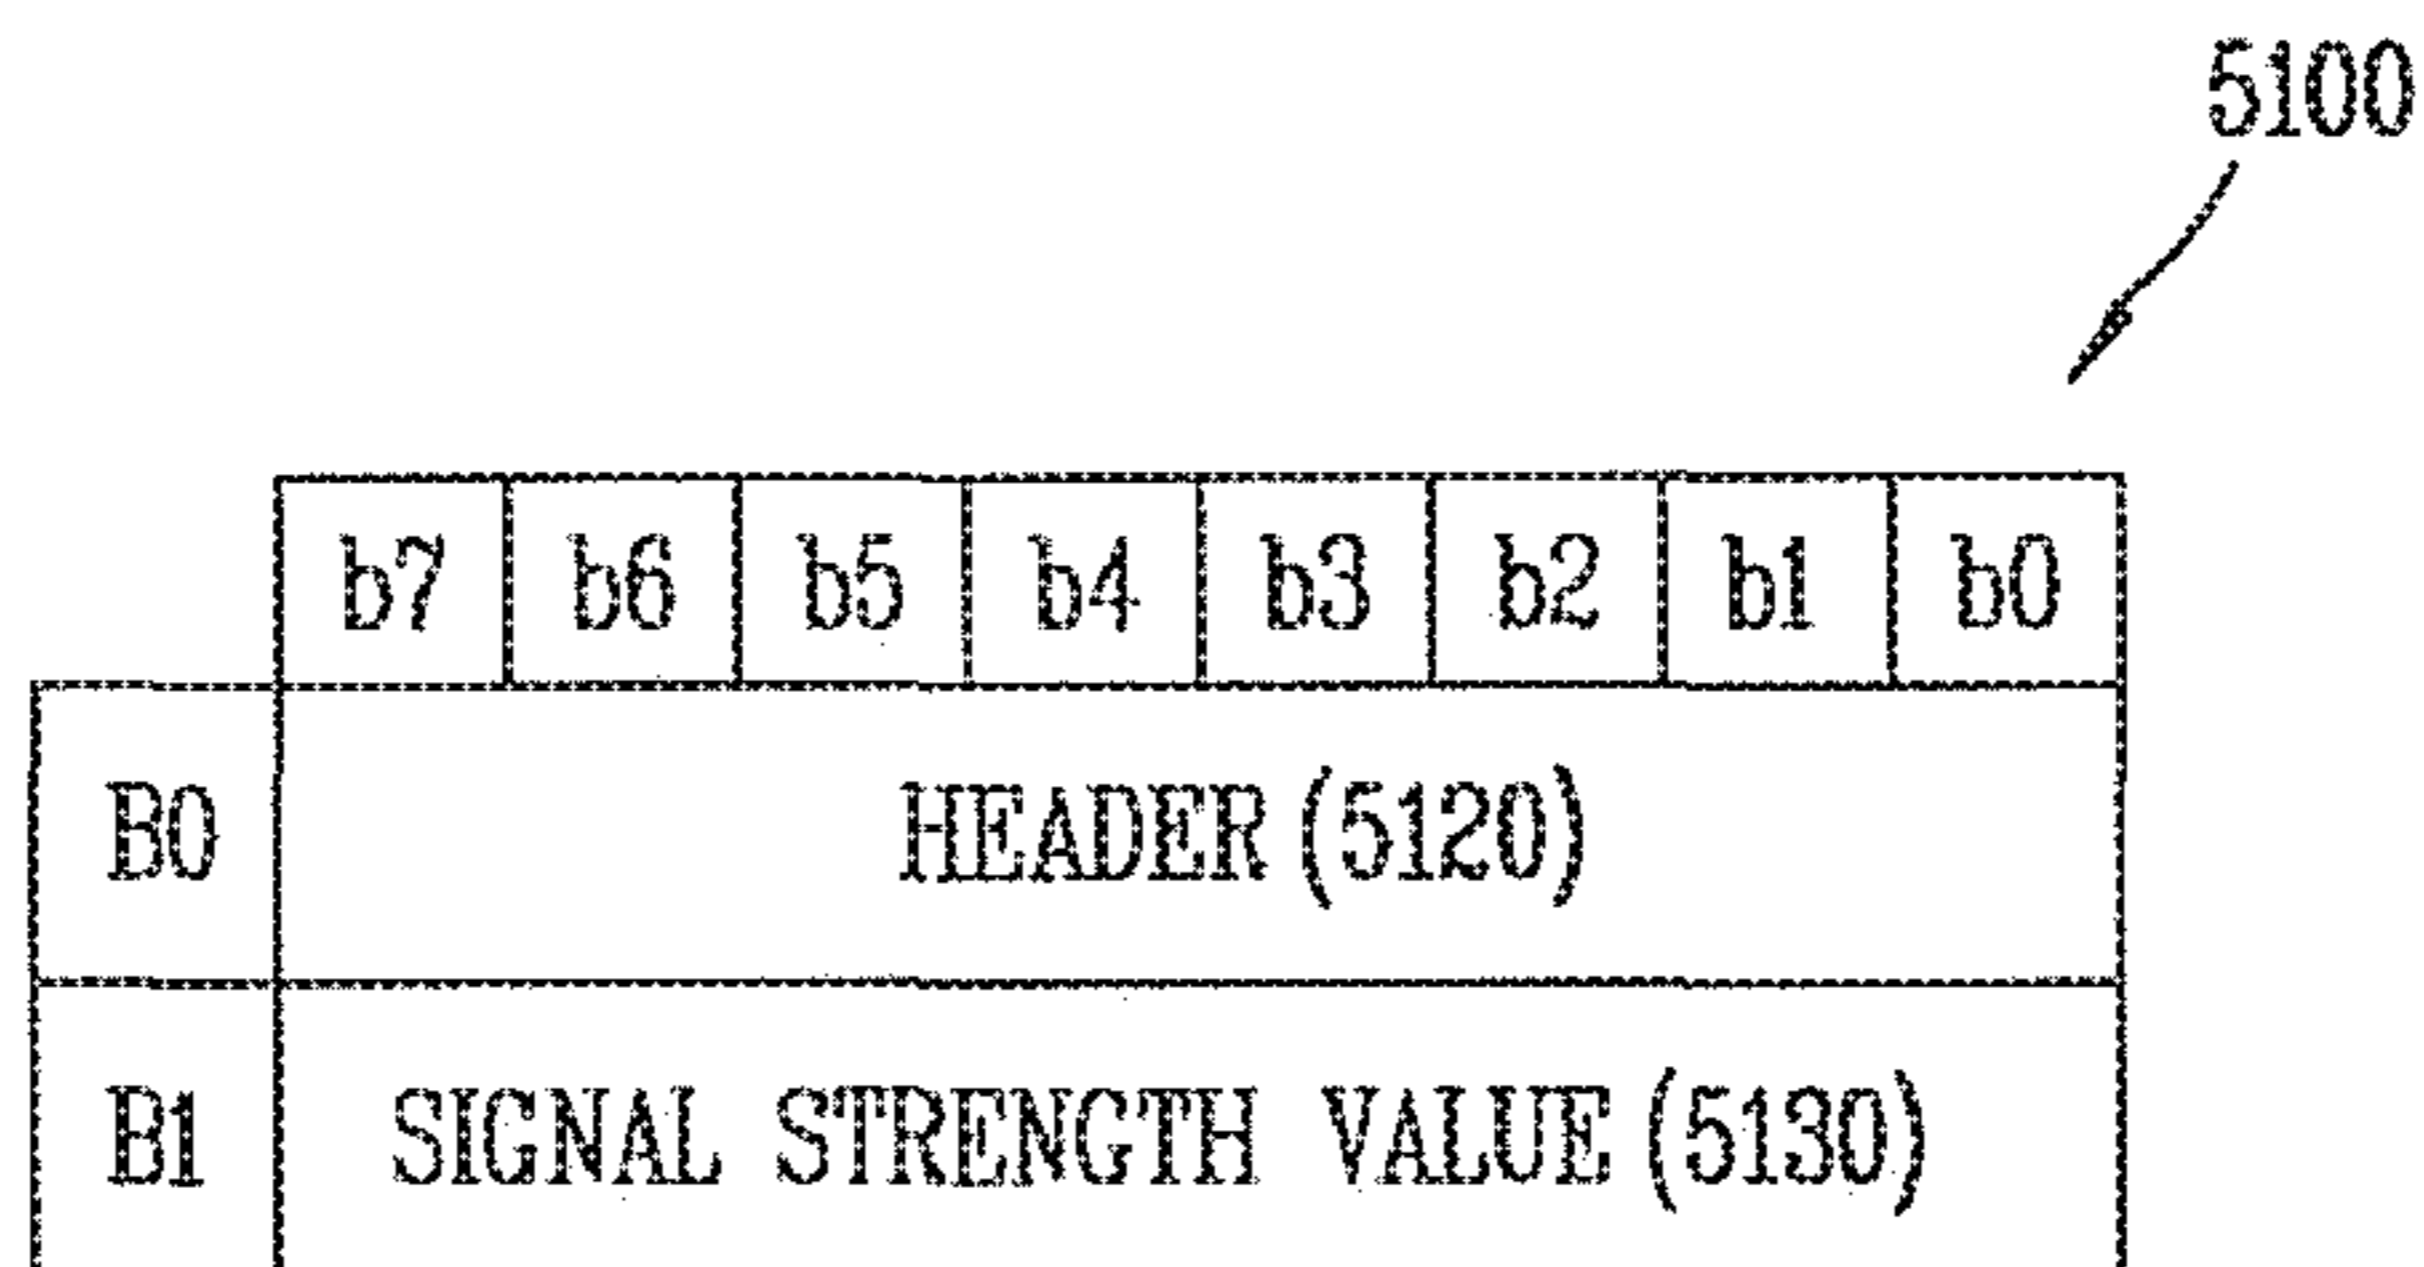 5100
b7 b6 b5 b4 b3 b2 b1 b0
B0 HEADER (5120)
B1 SIGNAL STRENGTH VALUE (5130)